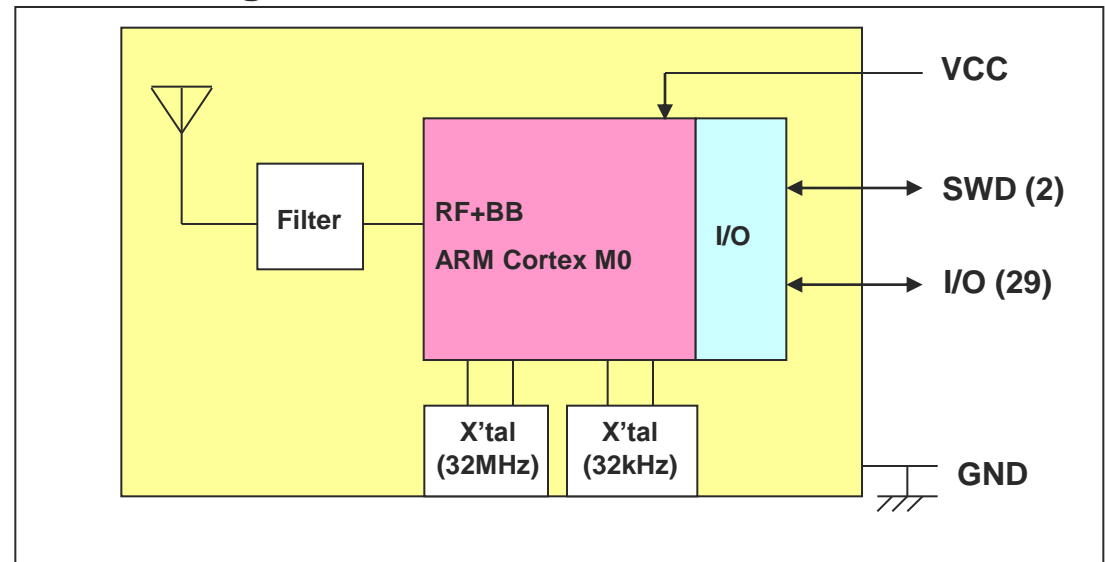 VCC
SWD (2)
Filter
RF+BB
ARM Cortex M0
I/O
I/O (29)
X'tal
(32MHz)
X'tal
(32kHz)
GND